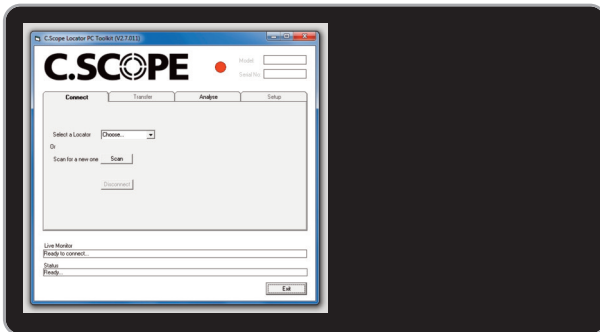 C.Scope Locator PC Toolkit (V2.7.011)
C.SCOPE
Model
Serial No
Connect Transfer Analyse Setup
Select a Locator Choose...
Or
Scan for a new one Scan
Disconnect
Live Monitor
Ready to connect...
Status
Ready...
Exit